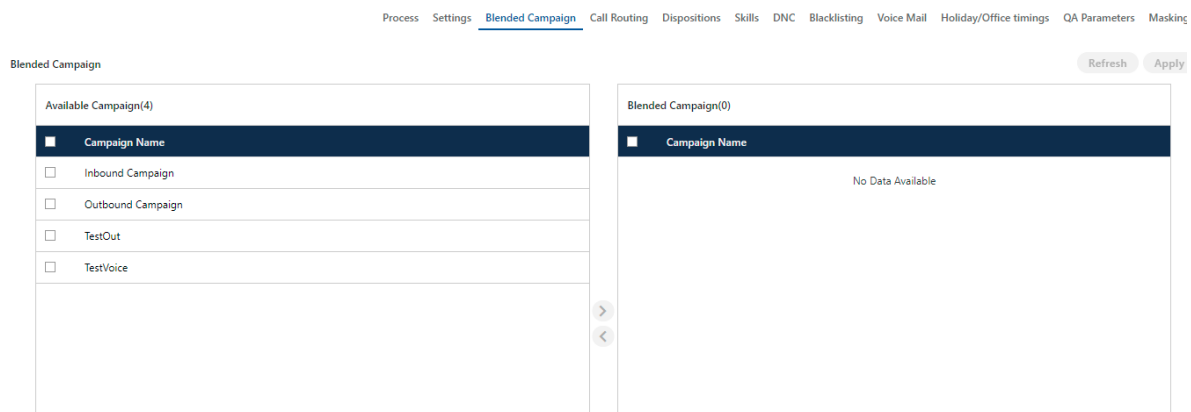 Process Settings Blended Campaign Call Routing Dispositions Skills DNC Blacklisting Voice Mail Holiday/Office timings QA Parameters Masking
Blended Campaign
Refresh Apply
Available Campaign(4)
Campaign Name
Inbound Campaign
Outbound Campaign
TestOut
TestVoice
Blended Campaign(0)
Campaign Name
No Data Available